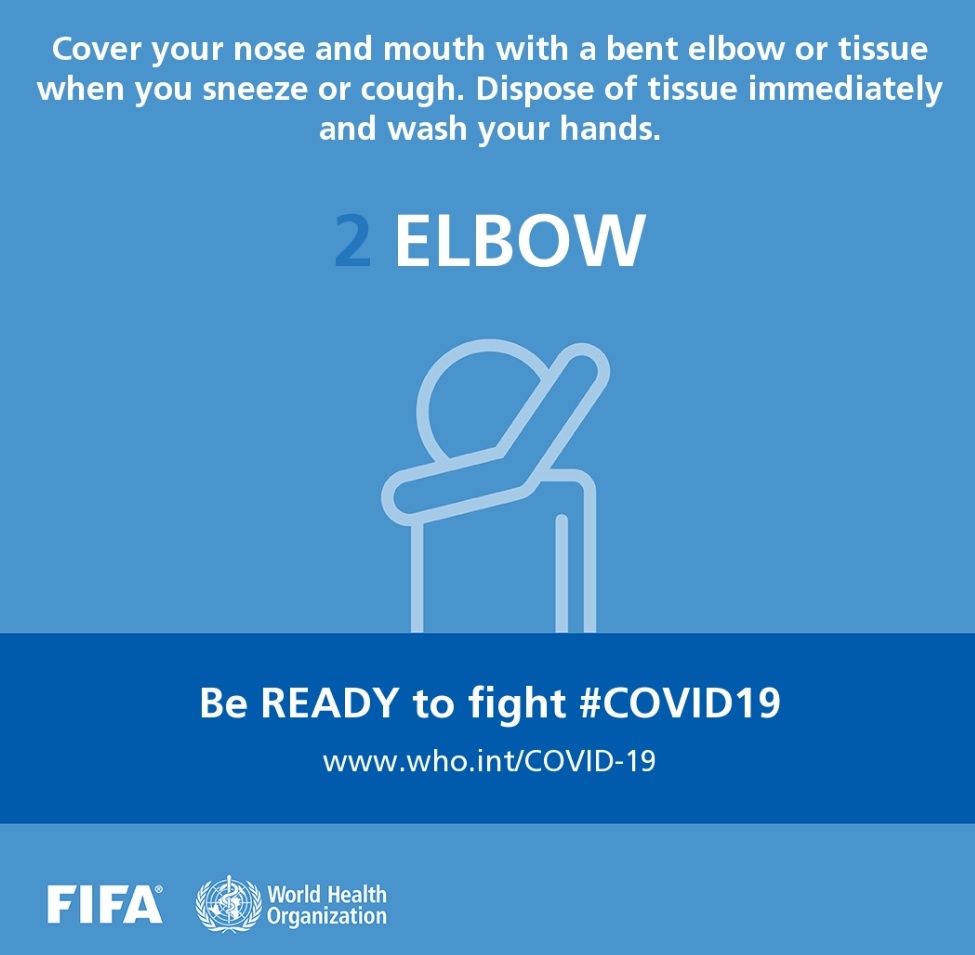 Cover your nose and mouth with a bent elbow or tissue
when you sneeze or cough. Dispose of tissue immediately
and wash your hands.
2 ELBOW
Be READY to fight #COVID19
www.who.int/COVID-19
FIFA®
World Health
Organization